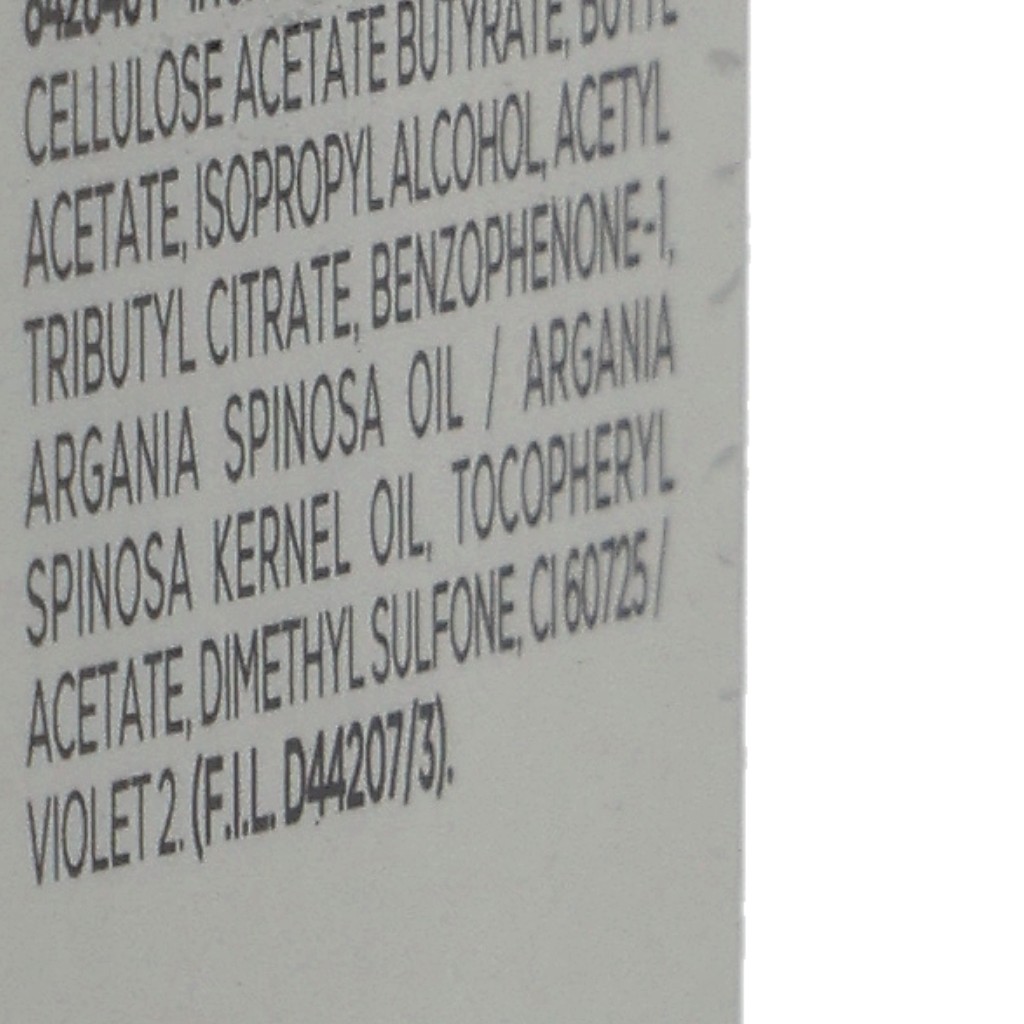 CELLULOSE ACETATE BUTYRATE, BUTYL
ACETATE, ISOPROPYL ALCOHOL, ACETYL
TRIBUTYL CITRATE, BENZOPHENONE-1,
ARGANIA SPINOSA OIL / ARGANIA
SPINOSA KERNEL OIL, TOCOPHERYL
ACETATE, DIMETHYL SULFONE, CI 60725 /
VIOLET 2. (F.I.L. D44207/3).